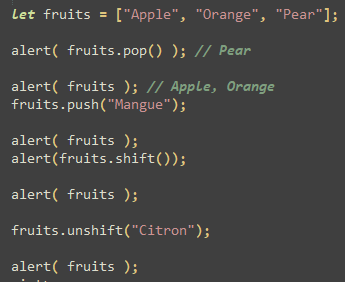 let fruits = ["Apple", "Orange", "Pear"];
alert( fruits.pop() ); // Pear
alert( fruits ); // Apple, Orange
fruits.push("Mangue");
alert( fruits );
alert(fruits.shift());
alert( fruits );
fruits.unshift("Citron");
alert( fruits );